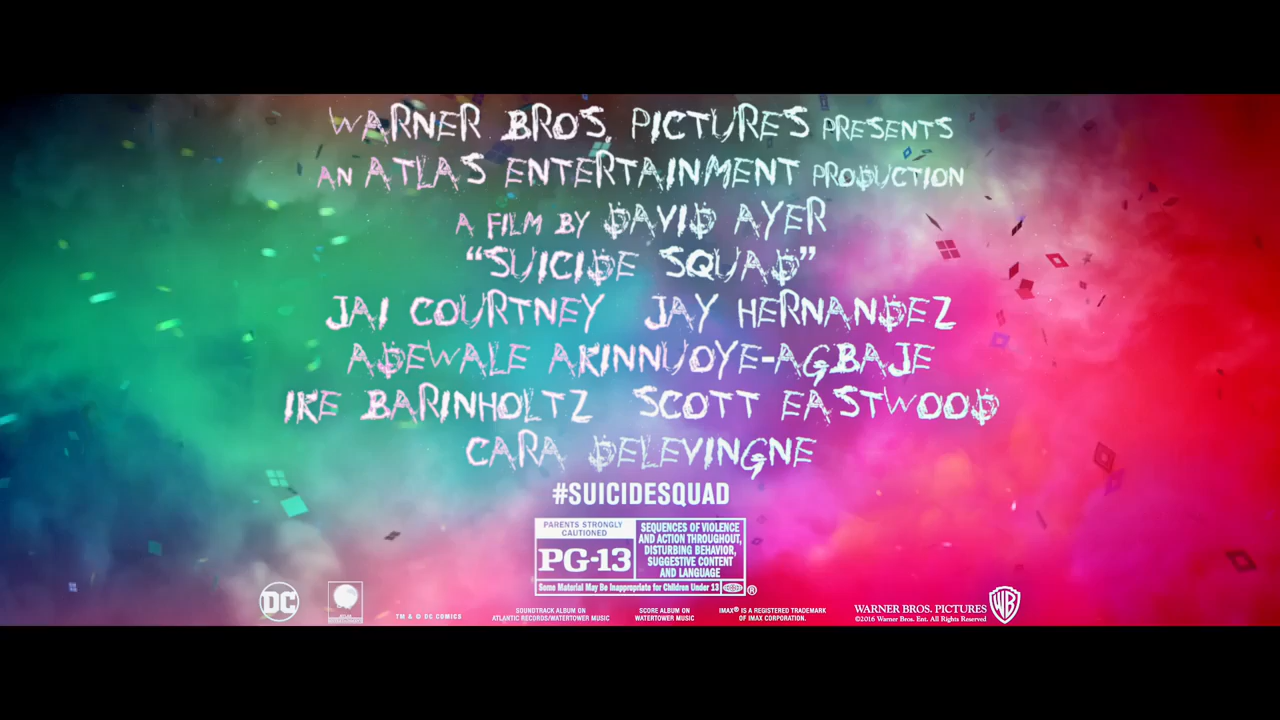 WARNER BROS. PICTURES PRESENTS
AN ATLAS ENTERTAINMENT PRODUCTION
A FILM BY DAVID AYER
“SUICIDE SQUAD”
JAI COURTNEY JAY HERNANDEZ
ADEWALE AKINNUOYE-AGBAJE
IKE BARINHOLTZ SCOTT EASTWOOD
CARA DELEVINGNE
#SUICIDESQUAD
PARENTS STRONGLY
CAUTIONED
PG-13
SEQUENCES OF VIOLENCE
AND ACTION THROUGHOUT,
DISTURBING BEHAVIOR,
SUGGESTIVE CONTENT
AND LANGUAGE
Some Material May Be Inappropriate for Children Under 13
®
DC
TM & © DC COMICS
SOUNDTRACK ALBUM ON
ATLANTIC RECORDS/WATERTOWER MUSIC
SCORE ALBUM ON
WATERTOWER MUSIC
IMAX® IS A REGISTERED TRADEMARK
OF IMAX CORPORATION.
WARNER BROS. PICTURES
©2016 Warner Bros. Ent. All Rights Reserved
WB